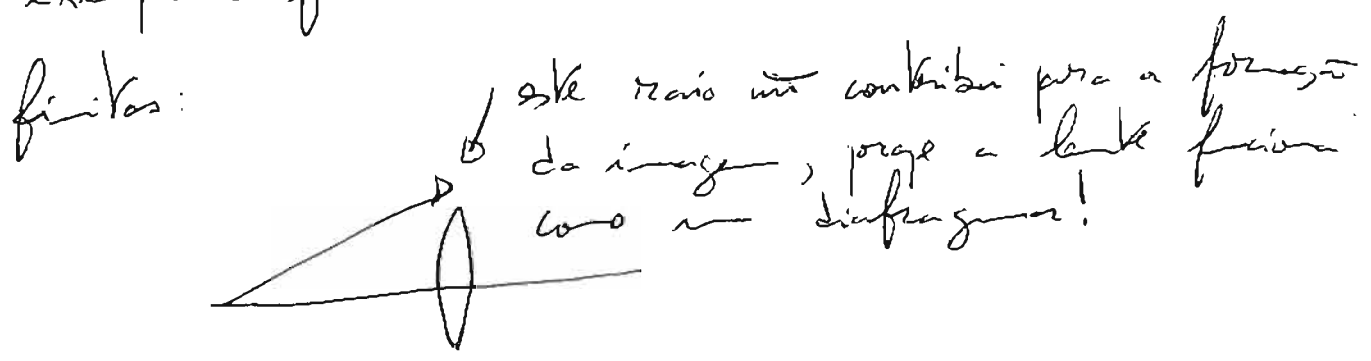 finitas:
este raio não contribui para a formação
da imagem, porque a lente funciona
como um diafragma!